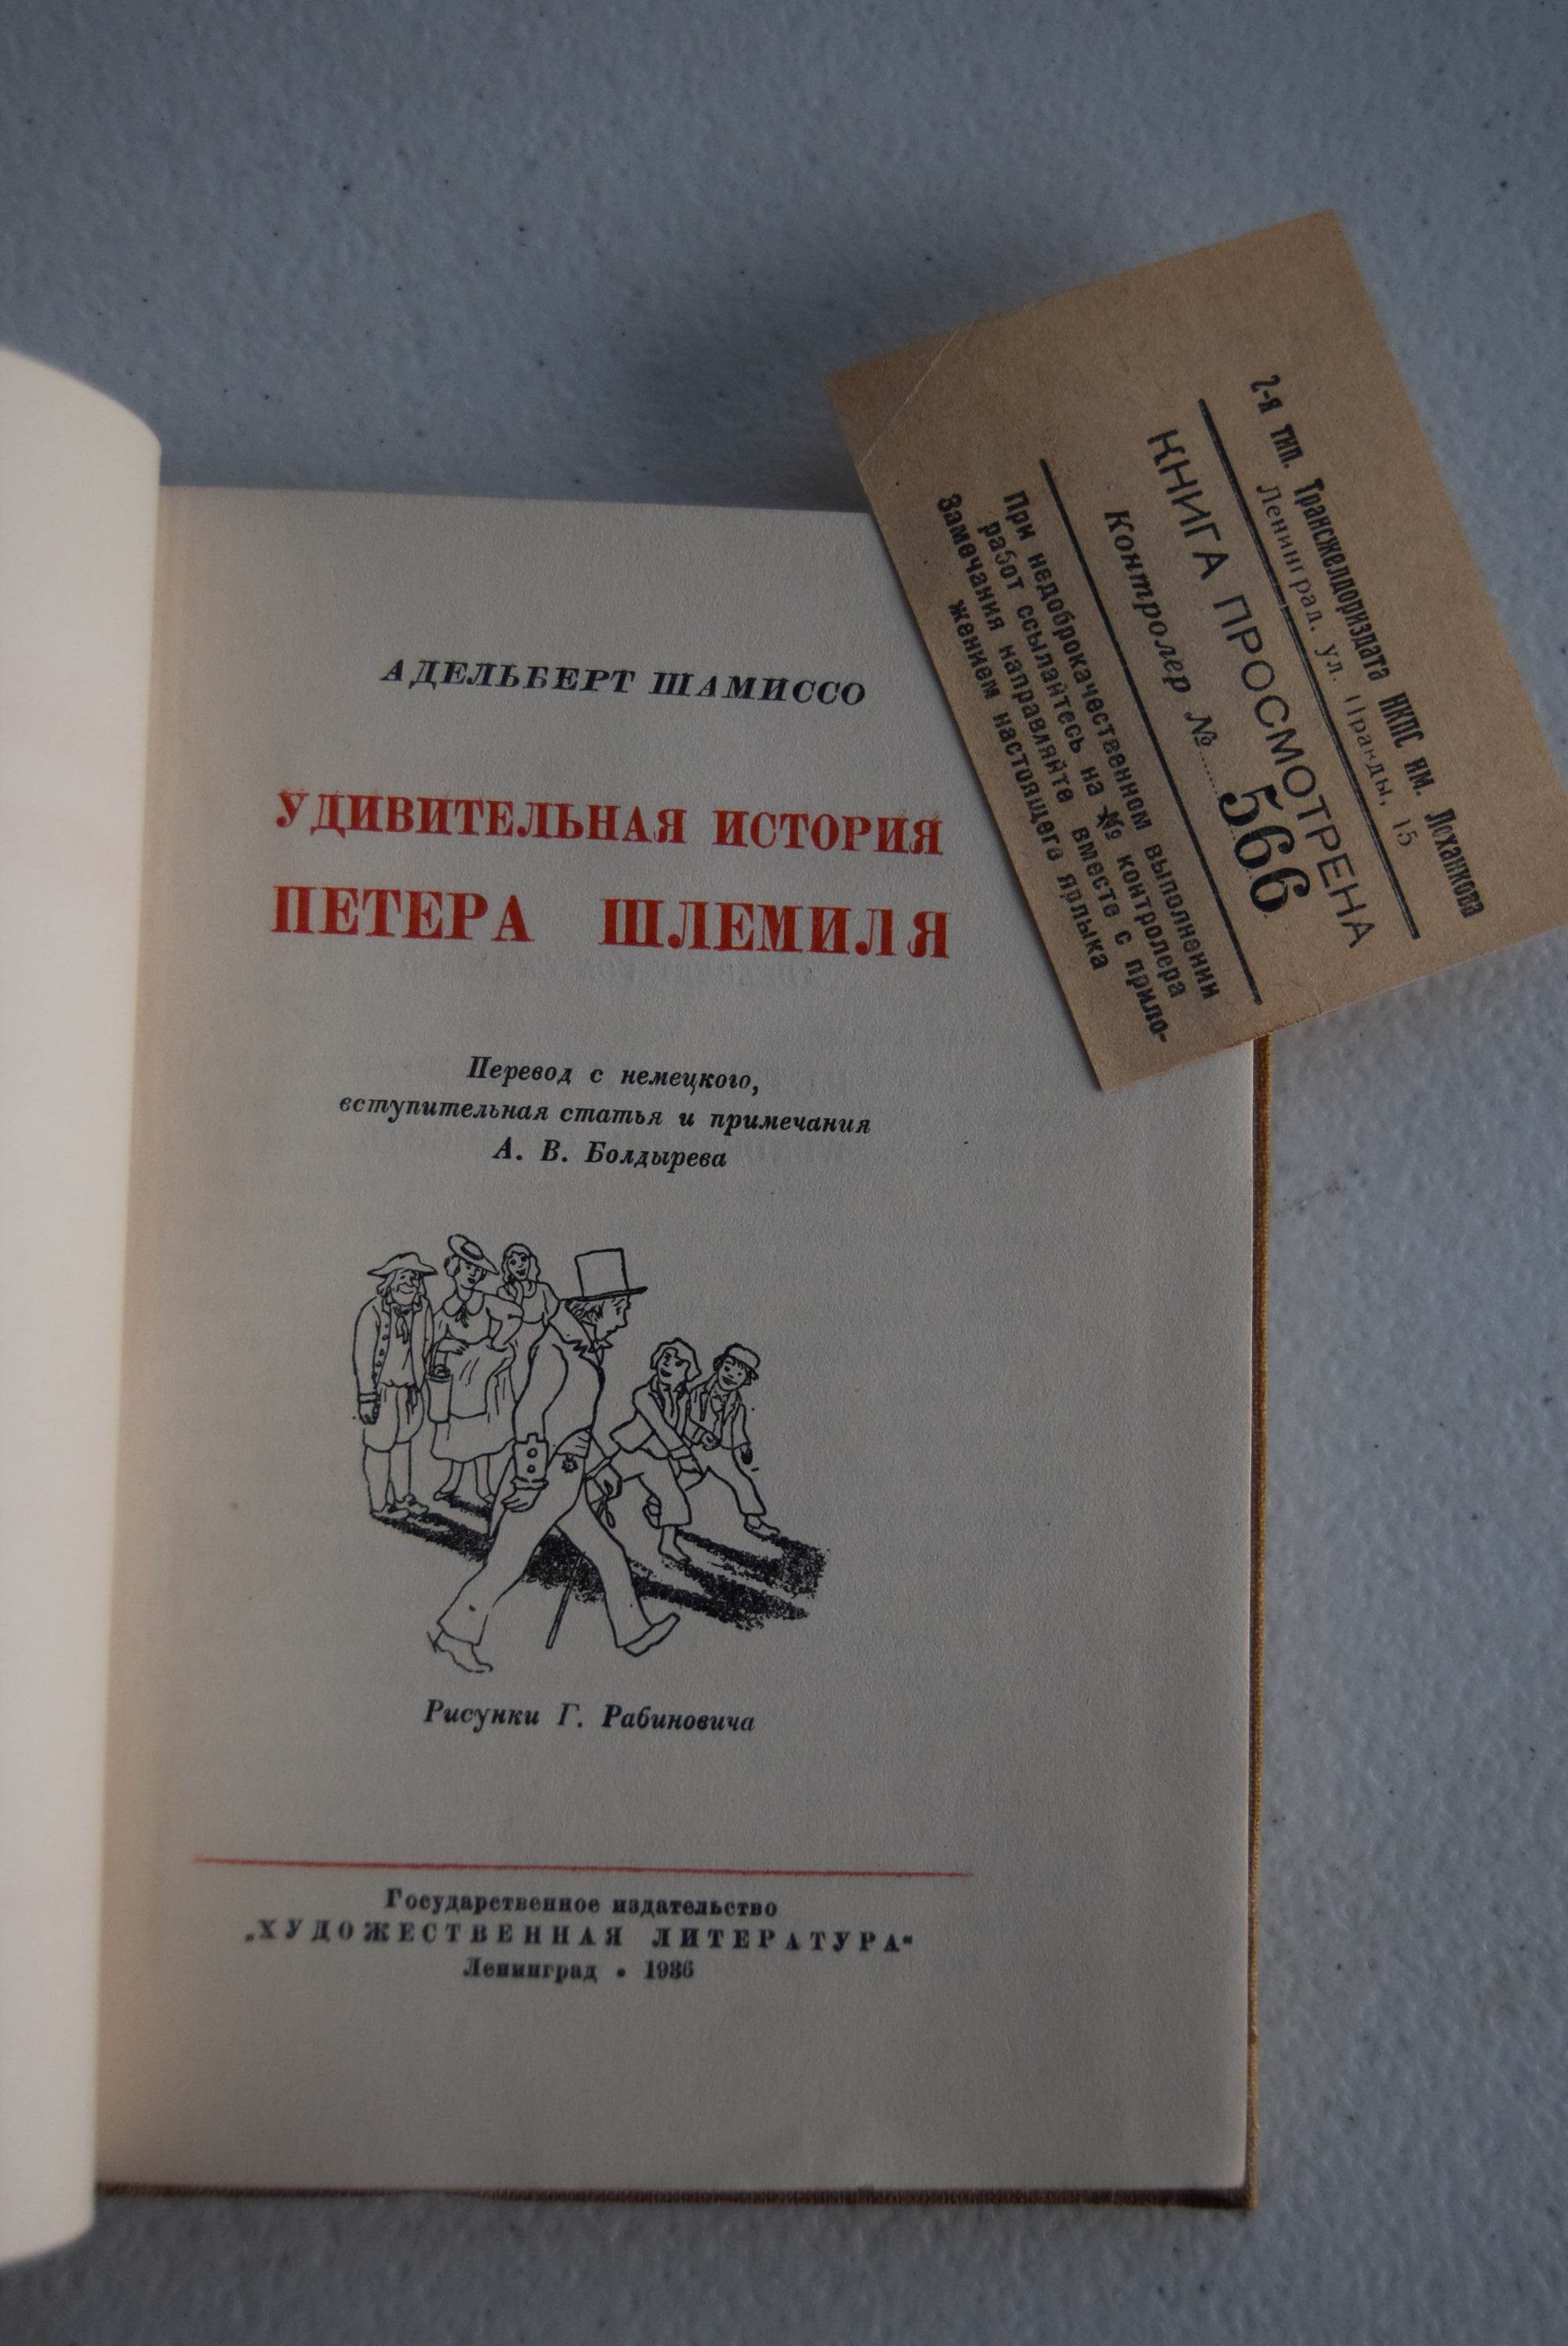 АДЕЛЬБЕРТ ШАМИССО
УДИВИТЕЛЬНАЯ ИСТОРИЯ
ПЕТЕРА ШЛЕМИЛЯ
Перевод с немецкого,
вступительная статья и примечания
А. В. Болдырева
Рисунки Г. Рабиновича
Государственное издательство
„ХУДОЖЕСТВЕННАЯ ЛИТЕРАТУРА“
Ленинград • 1936
2-я тип. Трансжелдориздата НКПС им. Лоханкова
Ленинград, ул. Правды, 15
КНИГА ПРОСМОТРЕНА
Контролер №......566
При недоброкачественном выполнении
работ ссылайтесь на № контролера
Замечания направляйте вместе с прило-
жением настоящего ярлыка